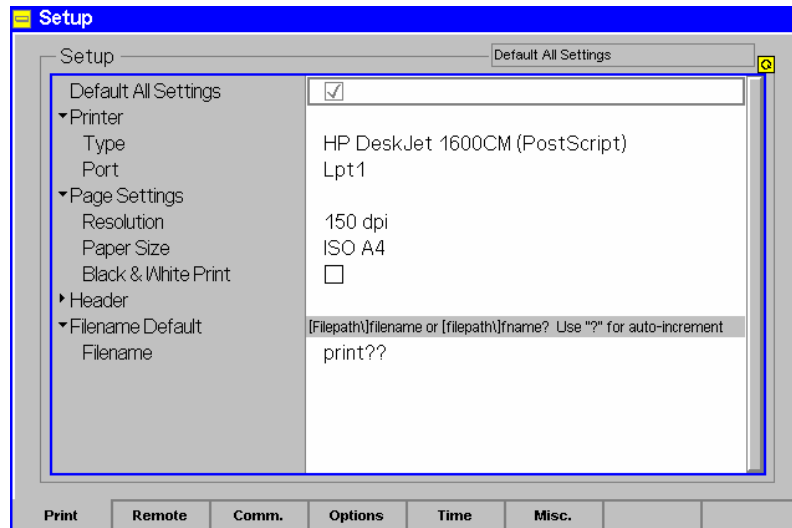 Setup
Setup Default All Settings
Default All Settings
Printer
Type HP DeskJet 1600CM (PostScript)
Port Lpt1
Page Settings
Resolution 150 dpi
Paper Size ISO A4
Black & White Print
Header
Filename Default [Filepath\]filename or [filepath\]fname? Use "?" for auto-increment
Filename print??
Print Remote Comm. Options Time Misc.